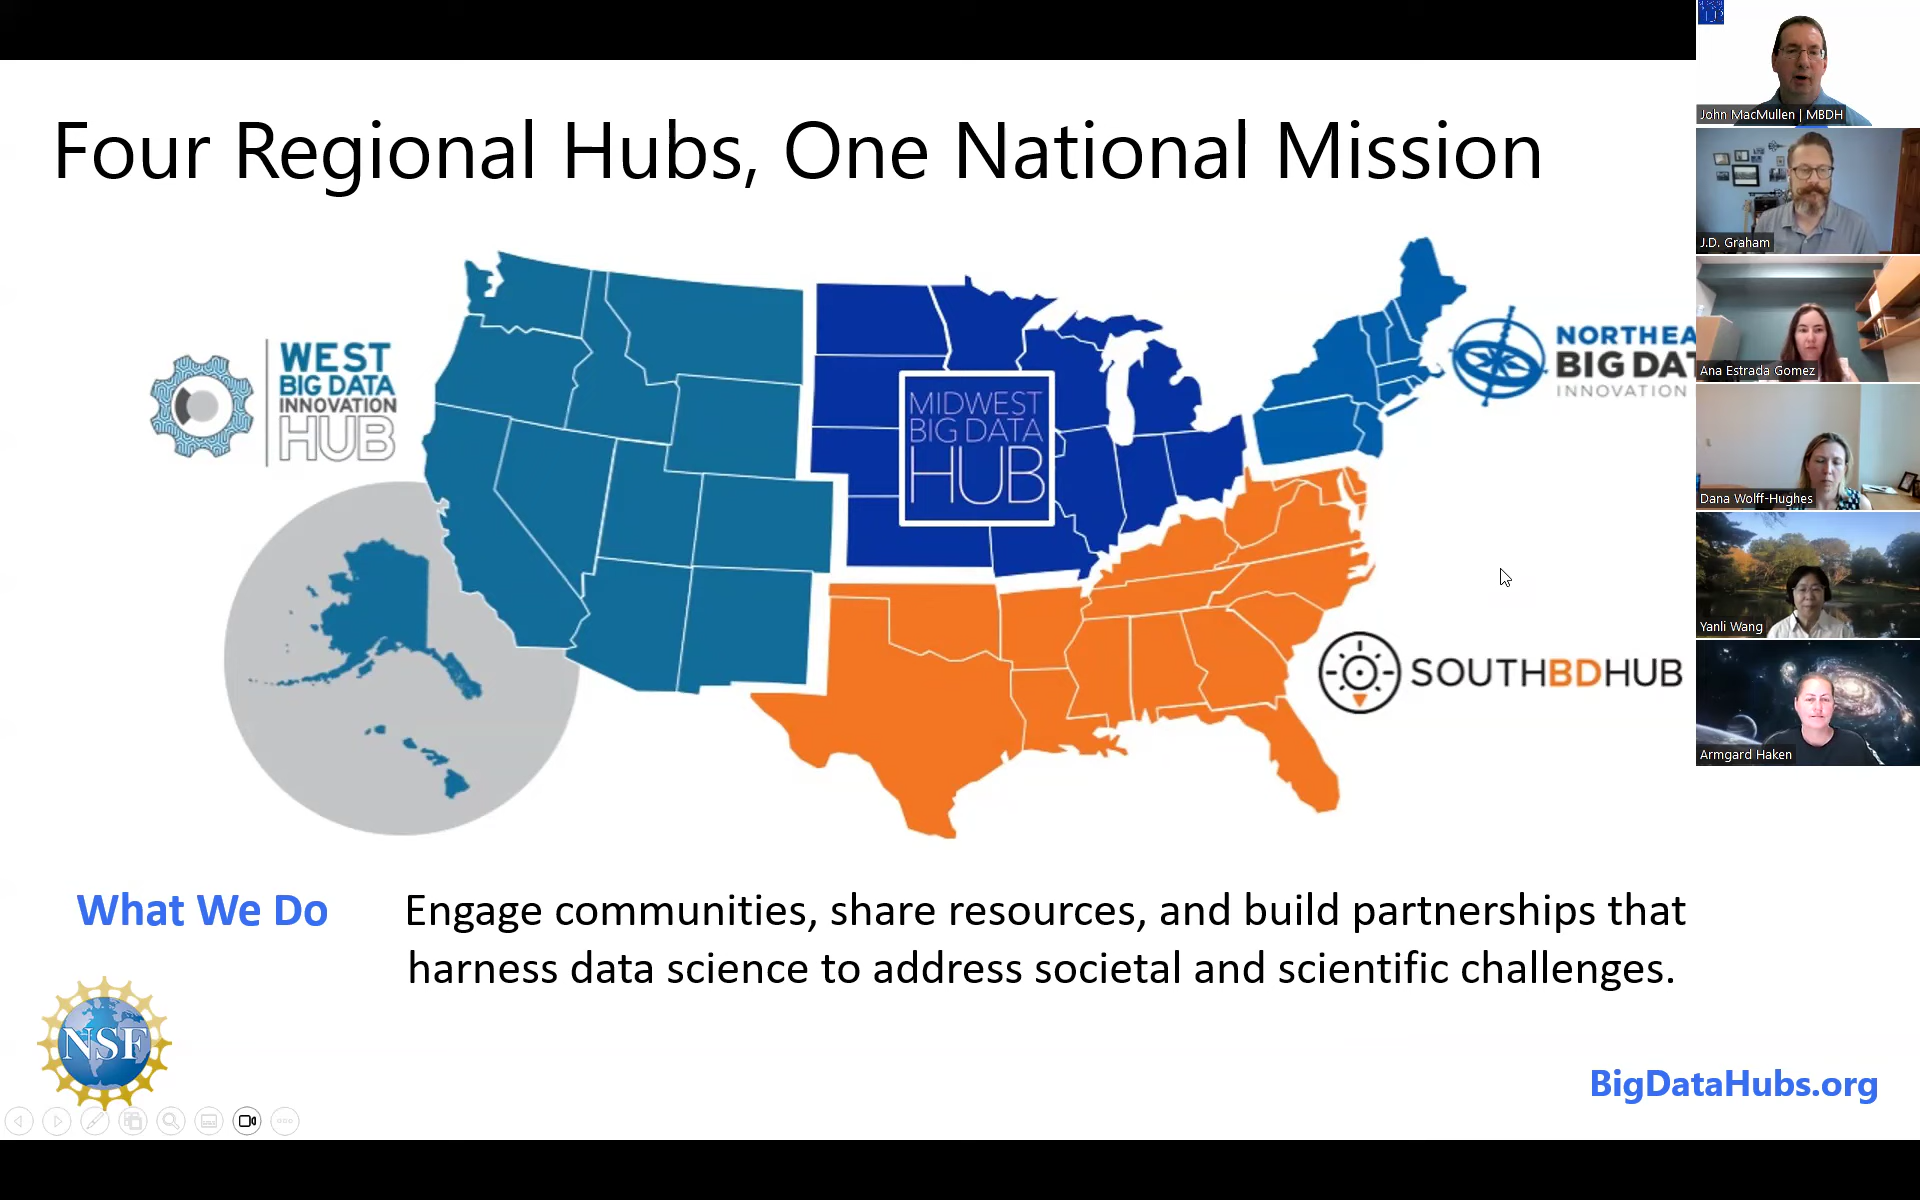 Four Regional Hubs, One National Mission
WEST
BIG DATA
INNOVATION
HUB
MIDWEST
BIG DATA
HUB
NORTHEA
BIG DAT
INNOVATION
SOUTHBDHUB
What We Do
Engage communities, share resources, and build partnerships that
harness data science to address societal and scientific challenges.
NSF
BigDataHubs.org
John MacMullen | MBDH
J.D. Graham
Ana Estrada Gomez
Dana Wolff-Hughes
Yanli Wang
Armgard Haken